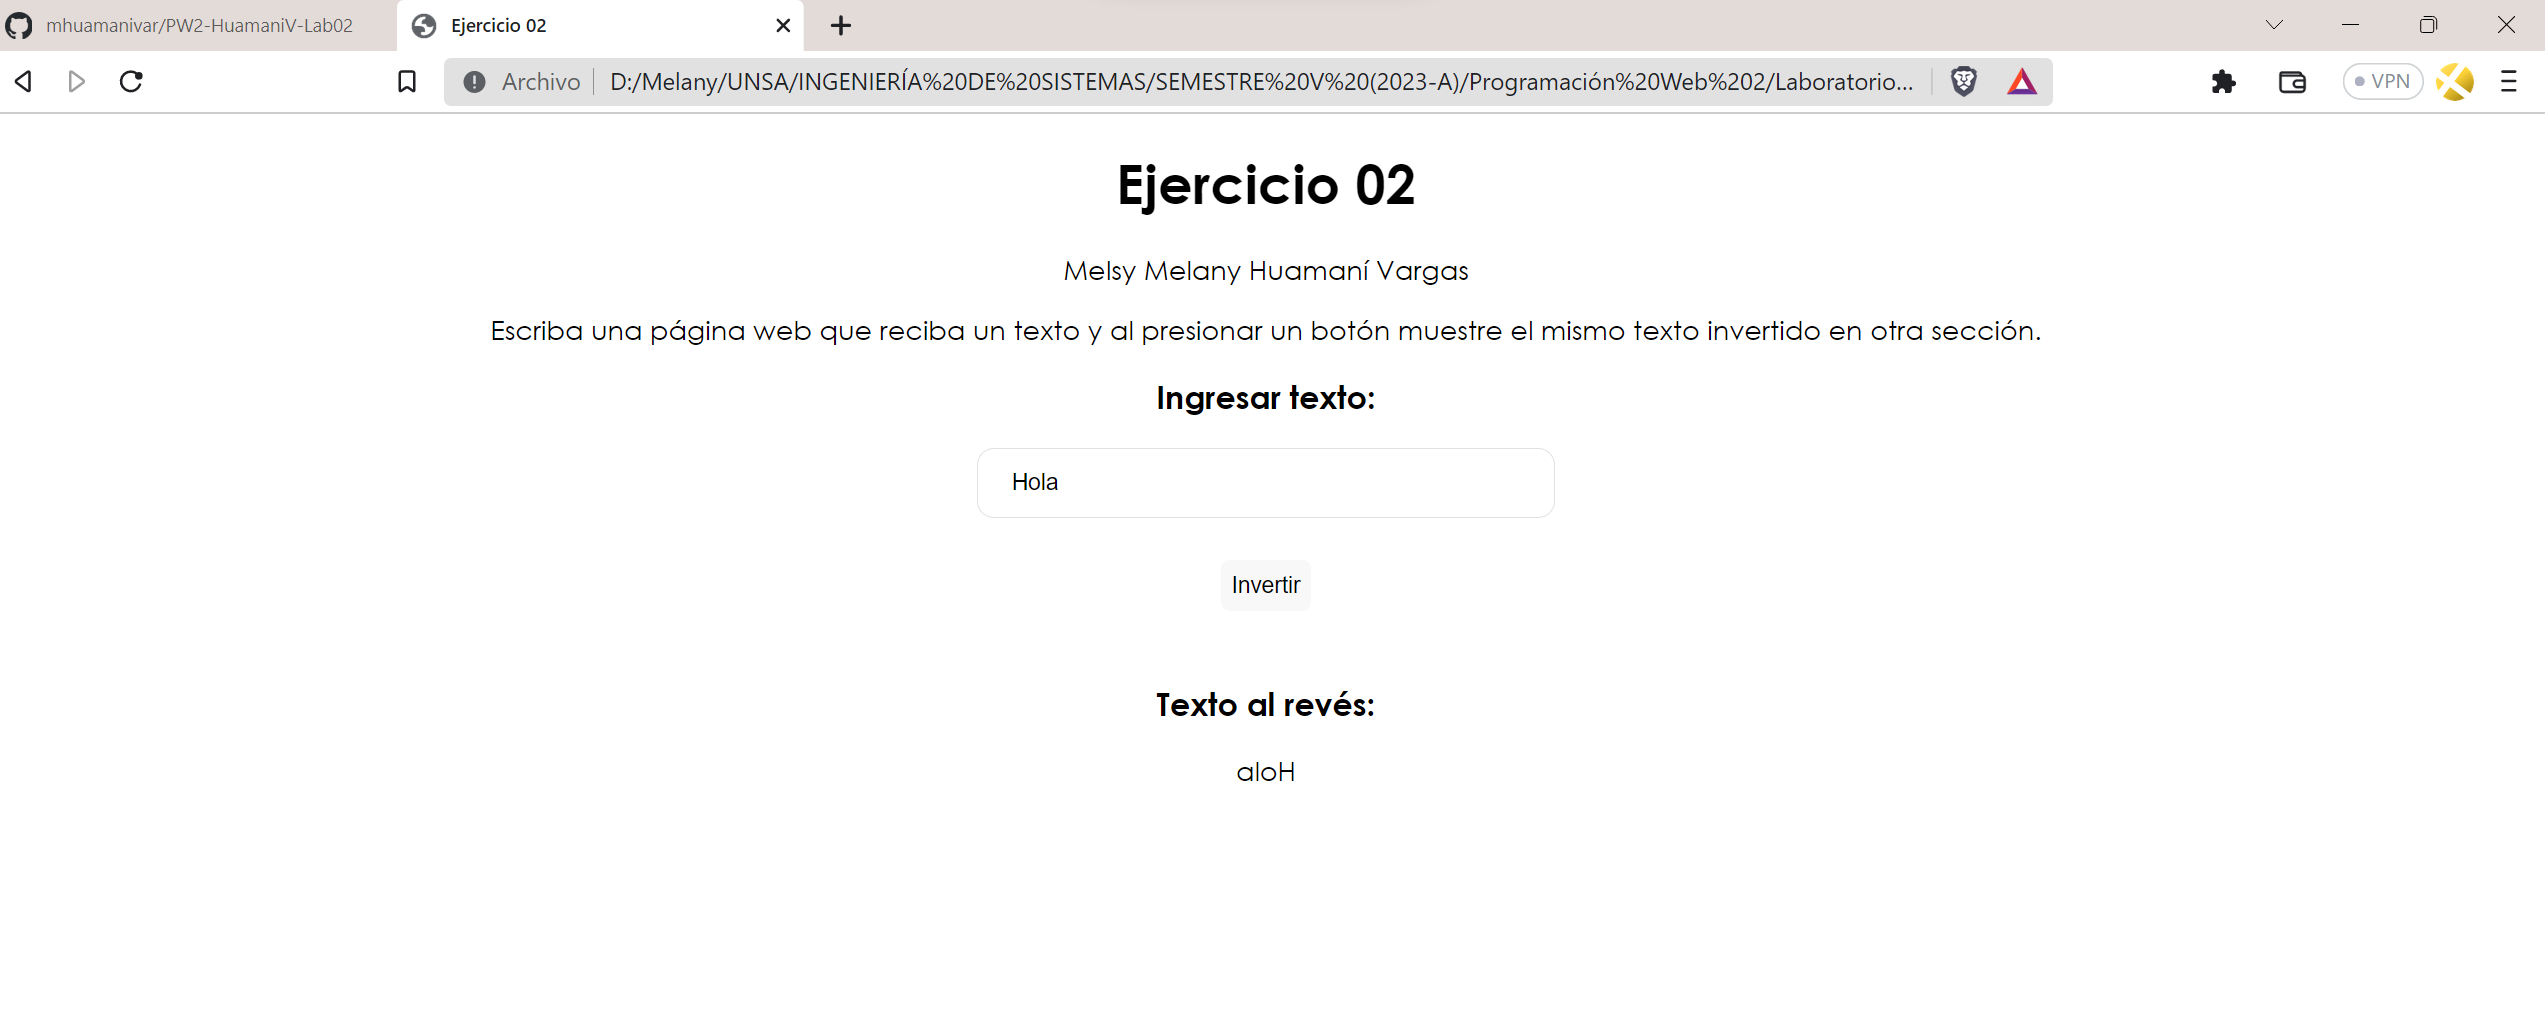 mhuamanivar/PW2-HuamaniV-Lab02
Ejercicio 02
Archivo
D:/Melany/UNSA/INGENIERÍA%20DE%20SISTEMAS/SEMESTRE%20V%20(2023-A)/Programación%20Web%202/Laboratorio...
VPN
Ejercicio 02
Melsy Melany Huamaní Vargas
Escriba una página web que reciba un texto y al presionar un botón muestre el mismo texto invertido en otra sección.
Ingresar texto:
Hola
Invertir
Texto al revés:
aloH